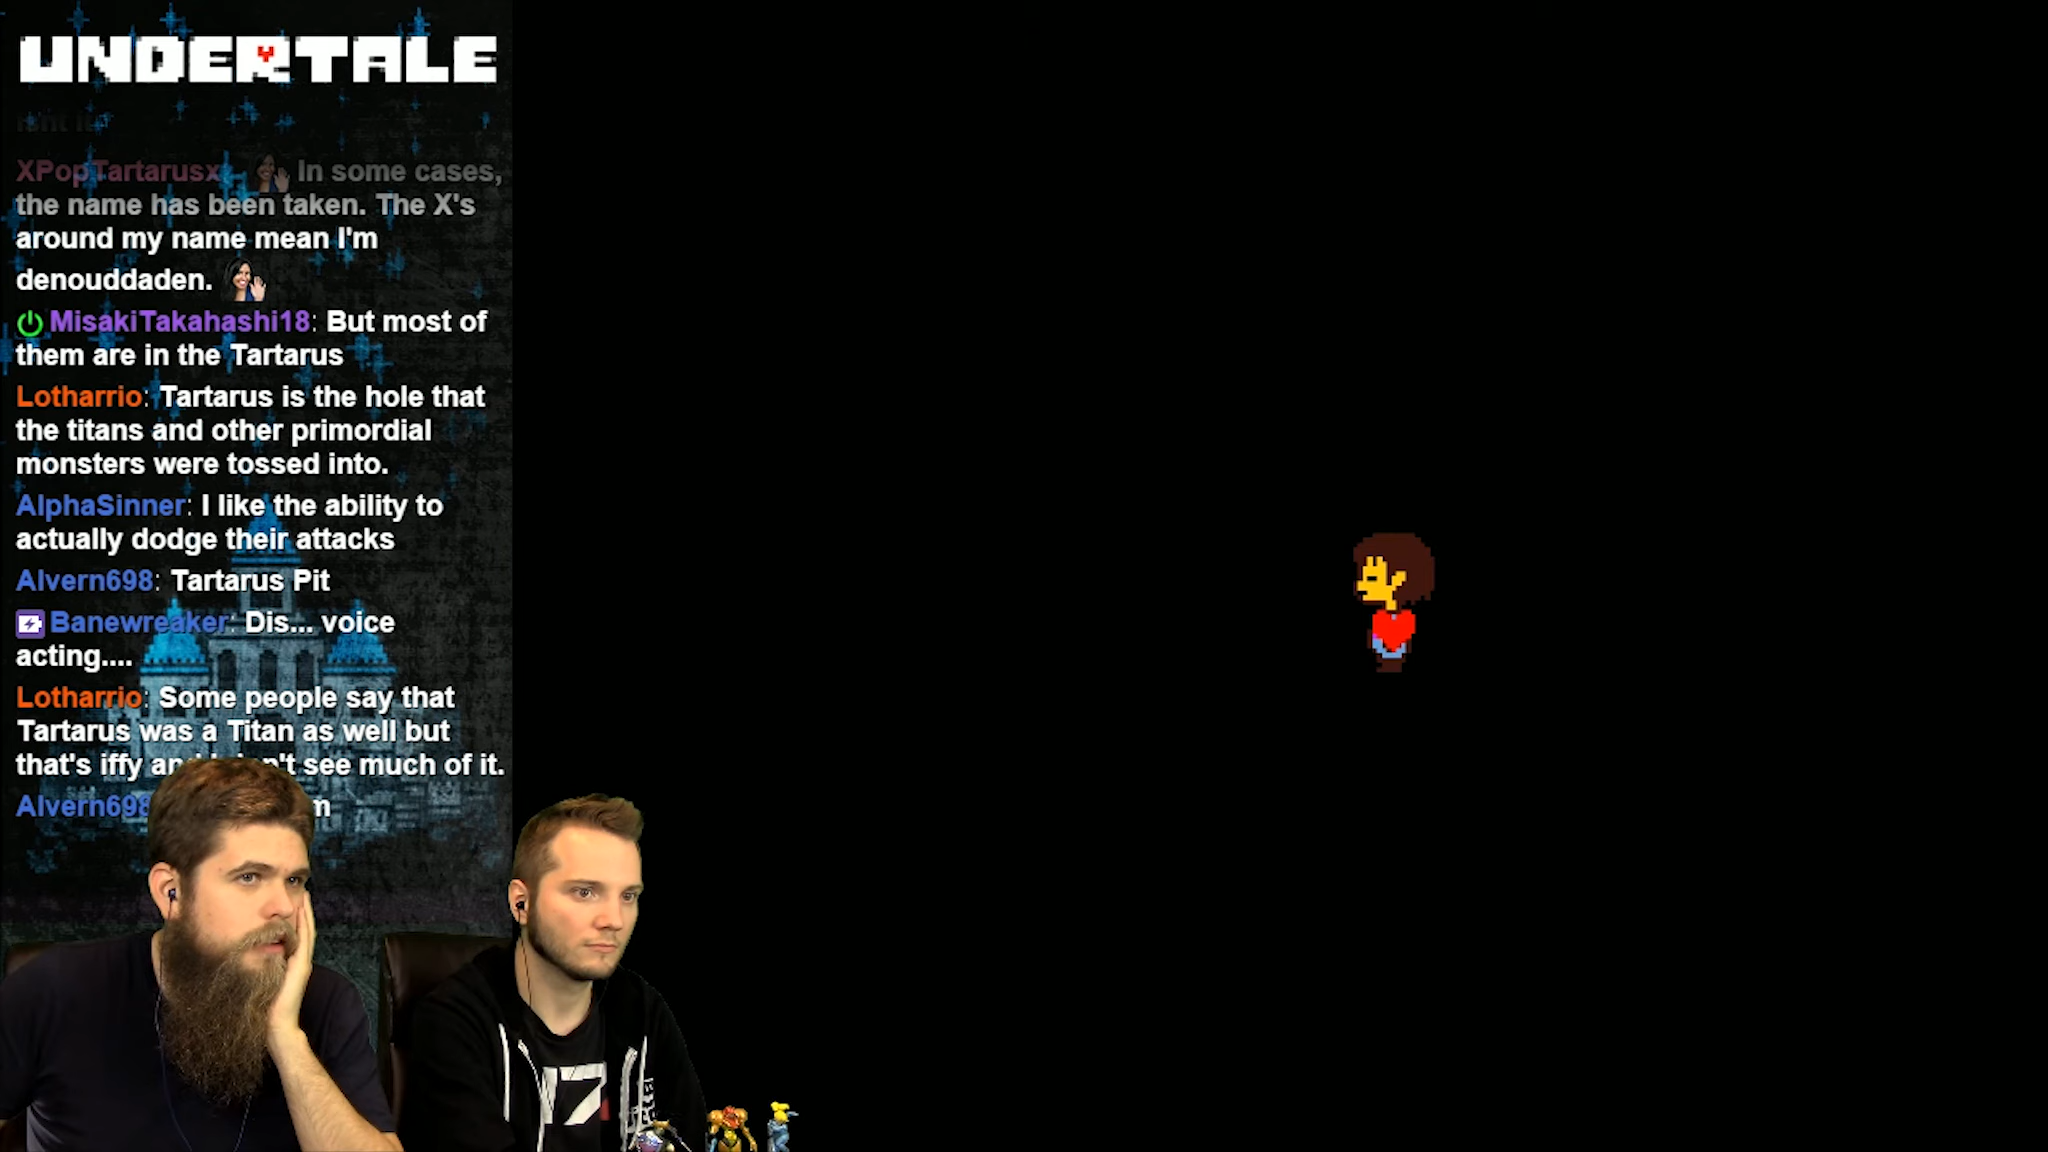 UNDERTALE
isnt it
XPopTartarusx: In some cases,
the name has been taken. The X's
around my name mean I'm
denouddaden.
MisakiTakahashi18: But most of
them are in the Tartarus
Lotharrio: Tartarus is the hole that
the titans and other primordial
monsters were tossed into.
AlphaSinner: I like the ability to
actually dodge their attacks
Alvern698: Tartarus Pit
Banewreaker: Dis... voice
acting....
Lotharrio: Some people say that
Tartarus was a Titan as well but
that's iffy see much of it.
Alvern698